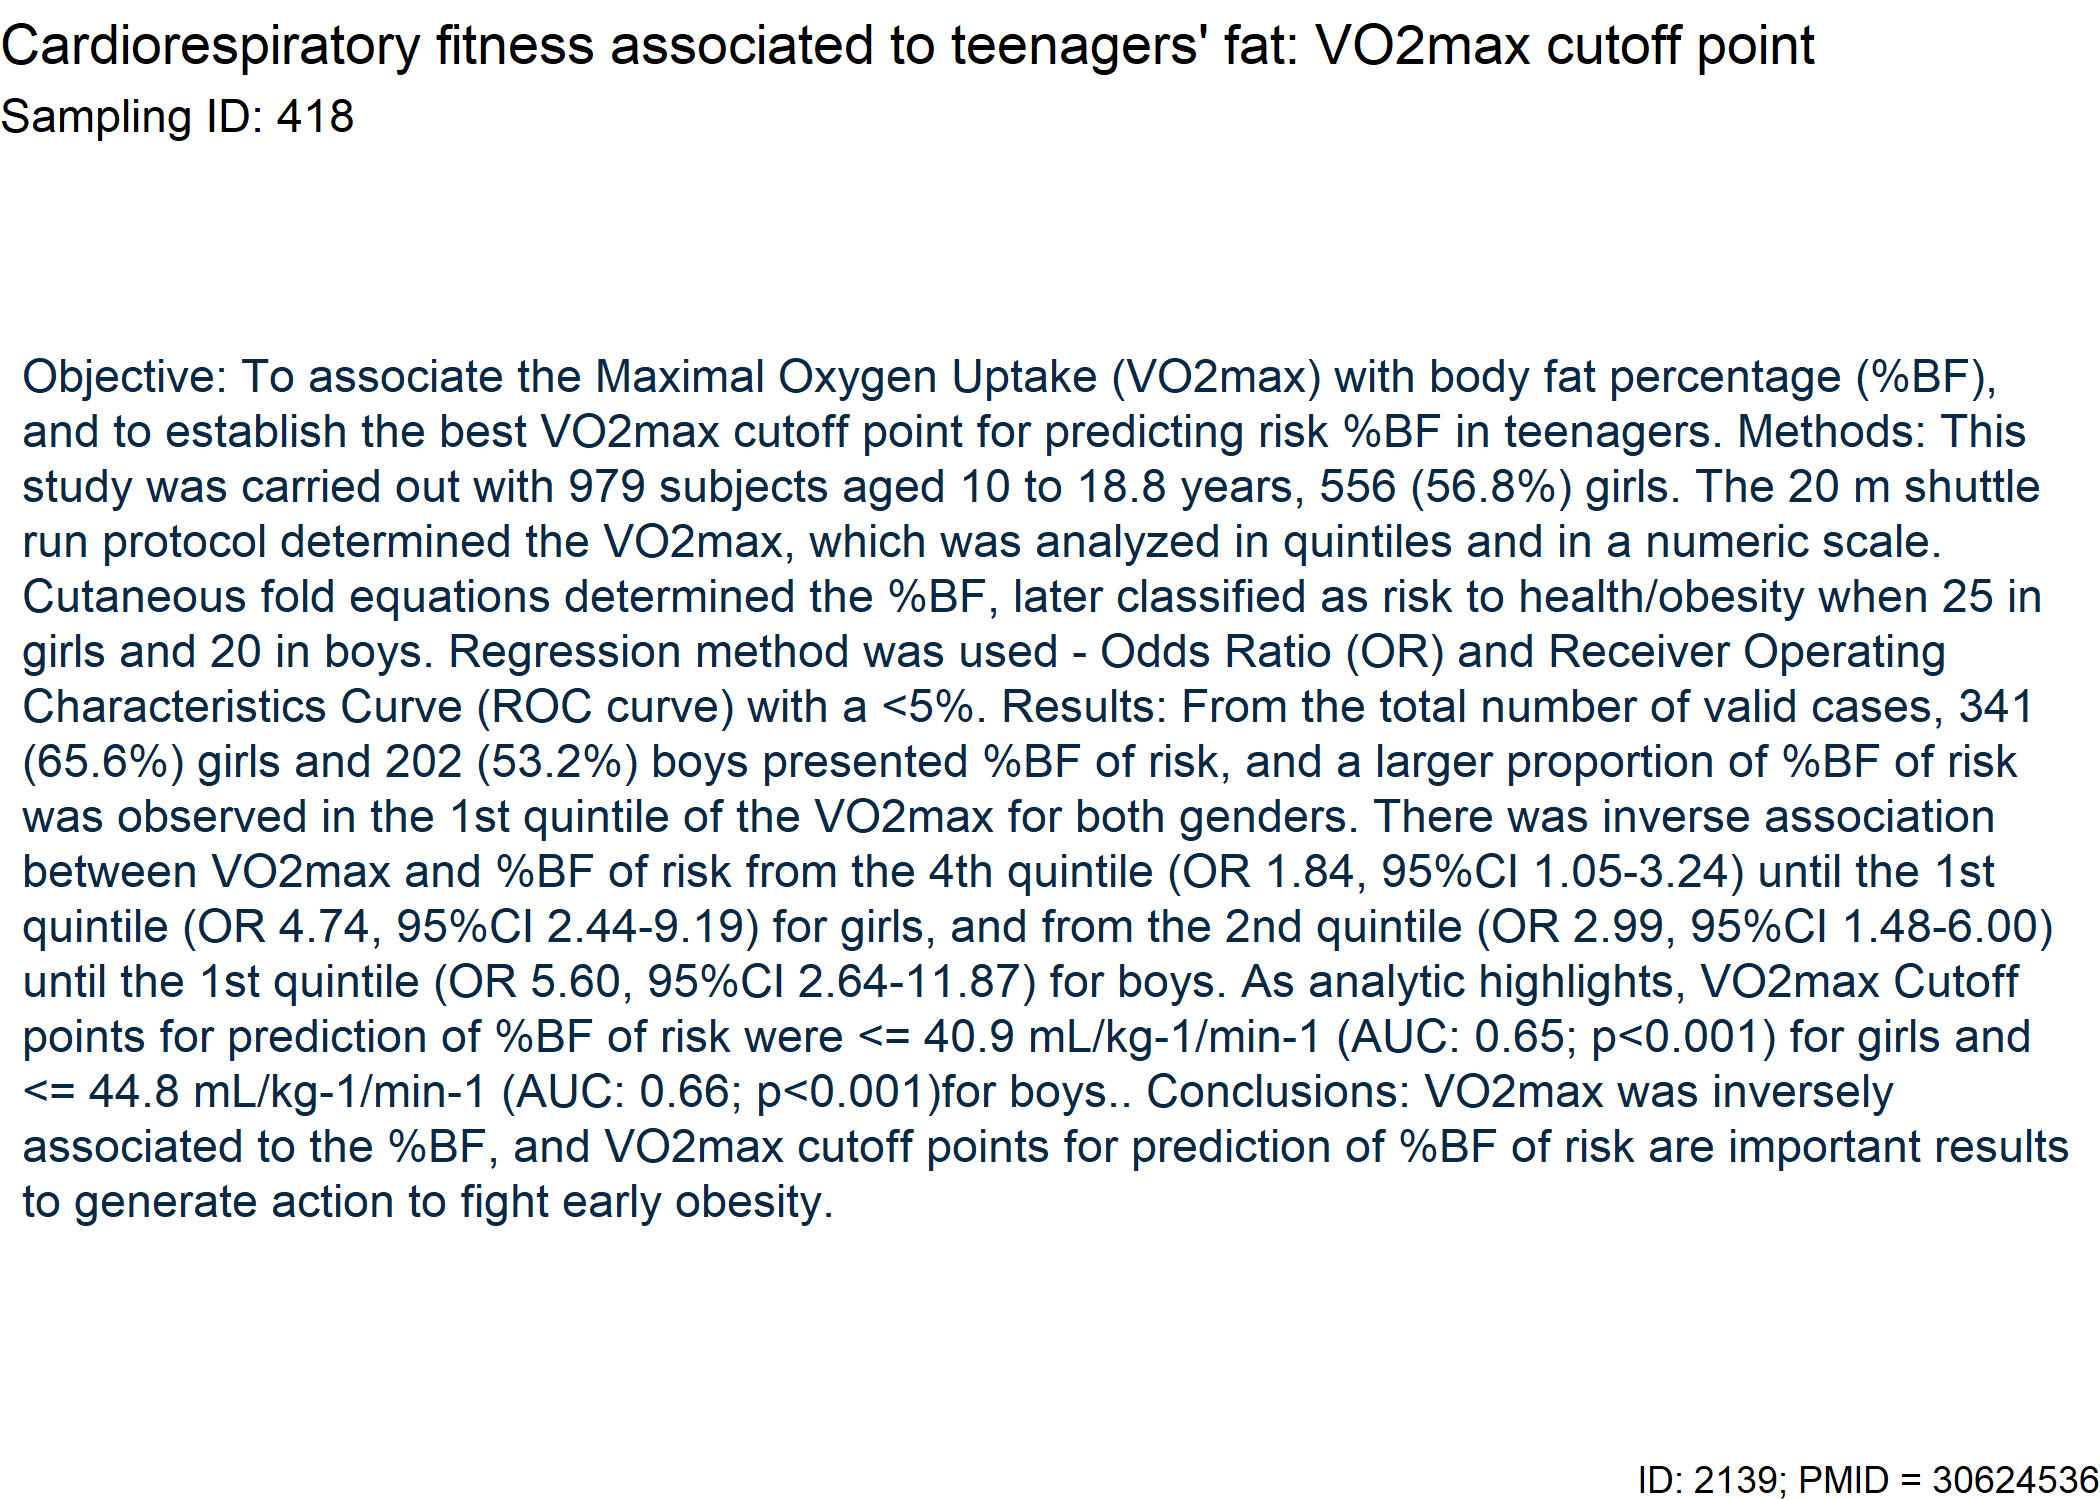 Cardiorespiratory fitness associated to teenagers' fat: VO2max cutoff point
Sampling ID: 418
Objective: To associate the Maximal Oxygen Uptake (VO2max) with body fat percentage (%BF),
and to establish the best VO2max cutoff point for predicting risk %BF in teenagers. Methods: This
study was carried out with 979 subjects aged 10 to 18.8 years, 556 (56.8%) girls. The 20 m shuttle
run protocol determined the VO2max, which was analyzed in quintiles and in a numeric scale.
Cutaneous fold equations determined the %BF, later classified as risk to health/obesity when 25 in
girls and 20 in boys. Regression method was used - Odds Ratio (OR) and Receiver Operating
Characteristics Curve (ROC curve) with a <5%. Results: From the total number of valid cases, 341
(65.6%) girls and 202 (53.2%) boys presented %BF of risk, and a larger proportion of %BF of risk
was observed in the 1st quintile of the VO2max for both genders. There was inverse association
between VO2max and %BF of risk from the 4th quintile (OR 1.84, 95%CI 1.05-3.24) until the 1st
quintile (OR 4.74, 95%CI 2.44-9.19) for girls, and from the 2nd quintile (OR 2.99, 95%CI 1.48-6.00)
until the 1st quintile (OR 5.60, 95%CI 2.64-11.87) for boys. As analytic highlights, VO2max Cutoff
points for prediction of %BF of risk were <= 40.9 mL/kg-1/min-1 (AUC: 0.65; p<0.001) for girls and
<= 44.8 mL/kg-1/min-1 (AUC: 0.66; p<0.001)for boys.. Conclusions: VO2max was inversely
associated to the %BF, and VO2max cutoff points for prediction of %BF of risk are important results
to generate action to fight early obesity.
ID: 2139; PMID = 30624536